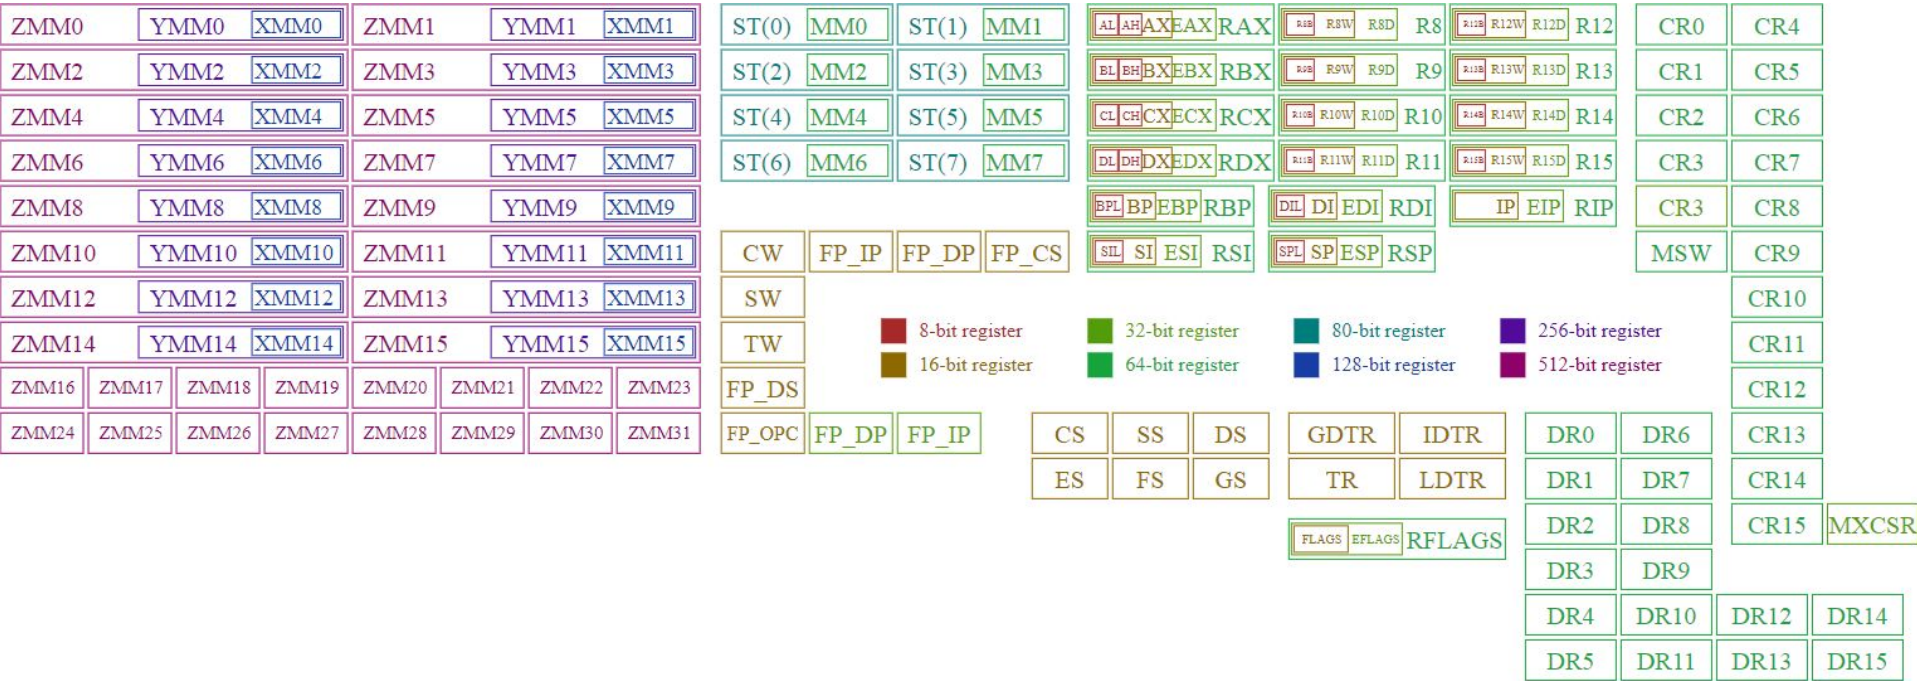 ZMM0 YMM0 XMM0 ZMM1 YMM1 XMM1 ST(0) MM0 ST(1) MM1 AL AH AX EAX RAX R8B R8W R8D R8 R12B R12W R12D R12 CR0 CR4
ZMM2 YMM2 XMM2 ZMM3 YMM3 XMM3 ST(2) MM2 ST(3) MM3 BL BH BX EBX RBX R9B R9W R9D R9 R13B R13W R13D R13 CR1 CR5
ZMM4 YMM4 XMM4 ZMM5 YMM5 XMM5 ST(4) MM4 ST(5) MM5 CL CH CX ECX RCX R10B R10W R10D R10 R14B R14W R14D R14 CR2 CR6
ZMM6 YMM6 XMM6 ZMM7 YMM7 XMM7 ST(6) MM6 ST(7) MM7 DL DH DX EDX RDX R11B R11W R11D R11 R15B R15W R15D R15 CR3 CR7
ZMM8 YMM8 XMM8 ZMM9 YMM9 XMM9 BPL BP EBP RBP DIL DI EDI RDI IP EIP RIP CR3 CR8
ZMM10 YMM10 XMM10 ZMM11 YMM11 XMM11 CW FP_IP FP_DP FP_CS SIL SI ESI RSI SPL SP ESP RSP MSW CR9
ZMM12 YMM12 XMM12 ZMM13 YMM13 XMM13 SW CR10
8-bit register 32-bit register 80-bit register 256-bit register
ZMM14 YMM14 XMM14 ZMM15 YMM15 XMM15 TW CR11
16-bit register 64-bit register 128-bit register 512-bit register
ZMM16 ZMM17 ZMM18 ZMM19 ZMM20 ZMM21 ZMM22 ZMM23 FP_DS CR12
ZMM24 ZMM25 ZMM26 ZMM27 ZMM28 ZMM29 ZMM30 ZMM31 FP_OPC FP_DP FP_IP CS SS DS GDTR IDTR DR0 DR6 CR13
ES FS GS TR LDTR DR1 DR7 CR14
DR2 DR8 CR15 MXCSR
FLAGS EFLAGS RFLAGS
DR3 DR9
DR4 DR10 DR12 DR14
DR5 DR11 DR13 DR15